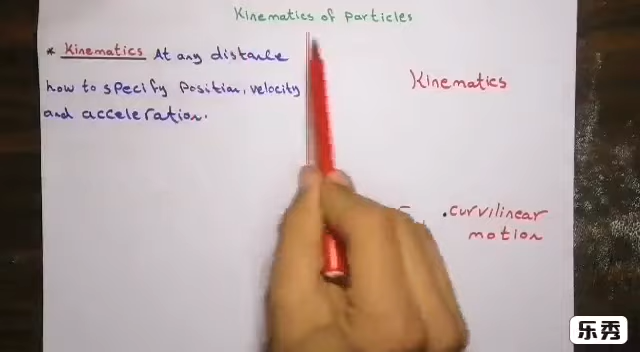 Kinematics of Particles
* Kinematics At any distance
how to specify Position, velocity
and acceleration.
Kinematics
. curvilinear
motion
乐秀